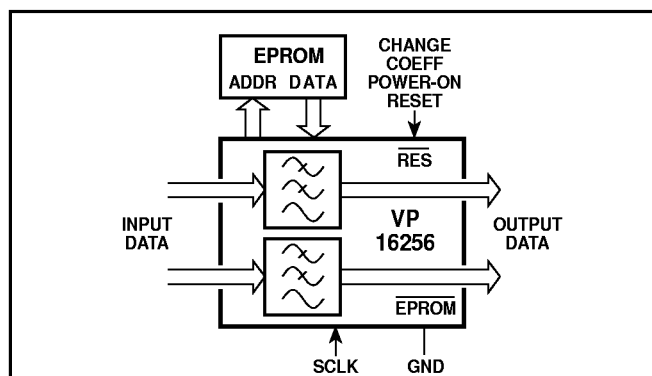 EPROM
ADDR DATA
CHANGE
COEFF
POWER-ON
RESET
RES
INPUT
DATA
VP
16256
OUTPUT
DATA
EPROM
SCLK
GND